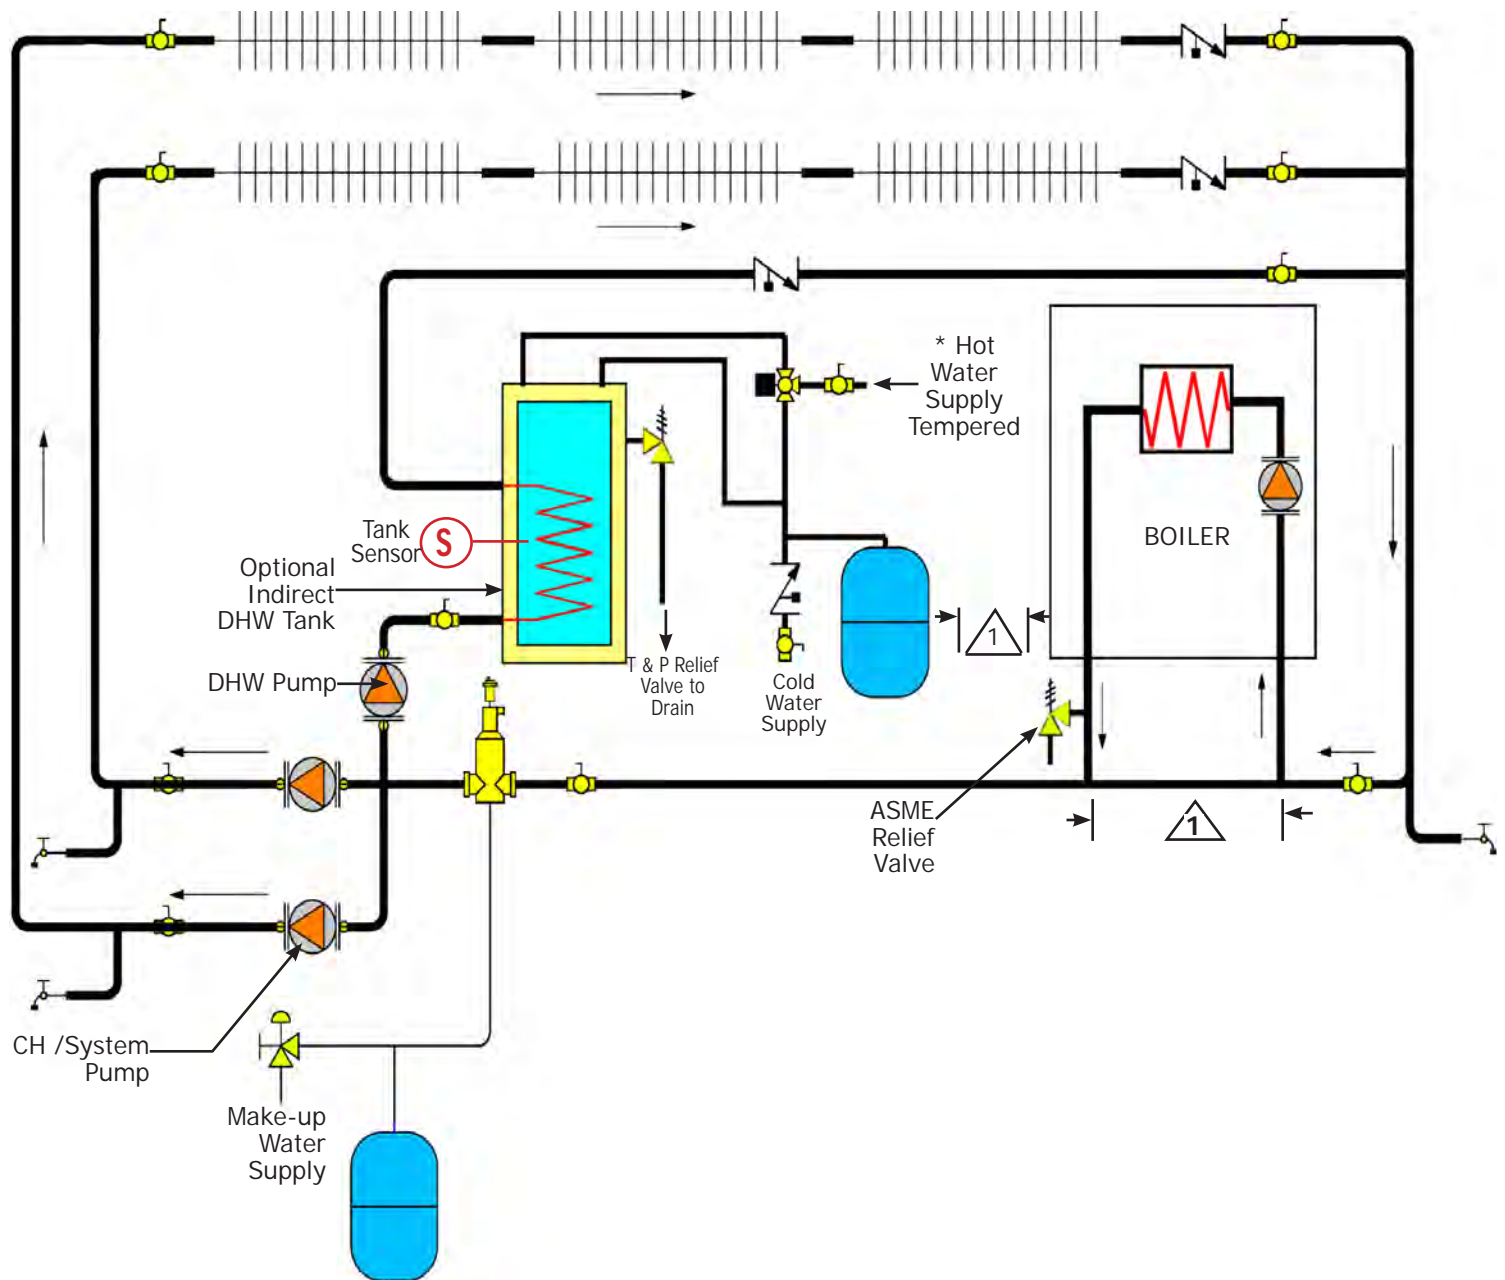 * Hot
Water
Supply
Tempered
BOILER
Tank
Sensor
S
Optional
Indirect
DHW Tank
1
DHW Pump
T & P Relief
Valve to
Drain
Cold
Water
Supply
ASME
Relief
Valve
1
CH /System
Pump
Make-up
Water
Supply